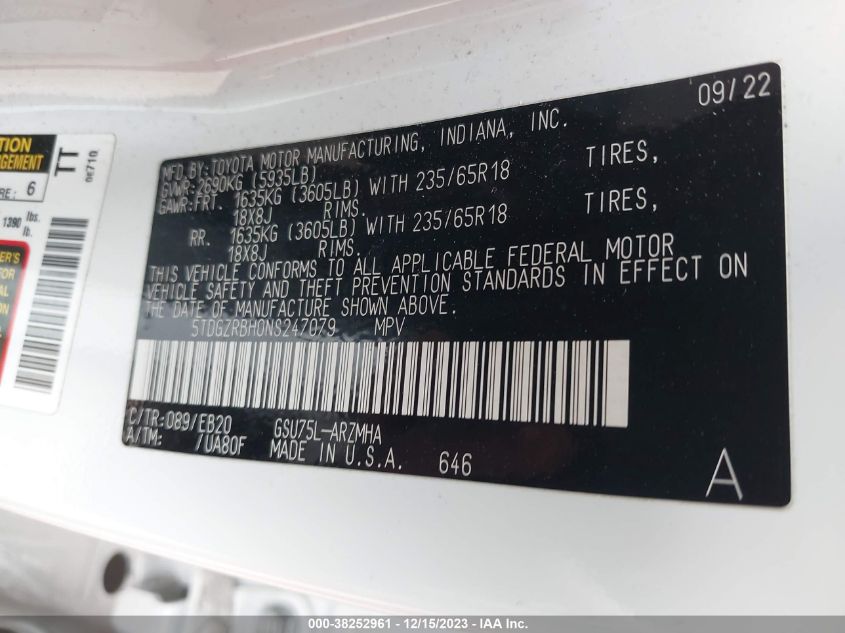 09/22
MFD.BY:TOYOTA MOTOR MANUFACTURING, INDIANA, INC.
GVWR:2690KG (5935LB)
GAWR:FRT. 1635KG (3605LB) WITH 235/65R18 TIRES,
18X8J RIMS.
RR. 1635KG (3605LB) WITH 235/65R18 TIRES,
18X8J RIMS.
THIS VEHICLE CONFORMS TO ALL APPLICABLE FEDERAL MOTOR
VEHICLE SAFETY AND THEFT PREVENTION STANDARDS IN EFFECT ON
THE DATE OF MANUFACTURE SHOWN ABOVE.
5TDGZRBH0NS247079 MPV
C/TR:089/EB20 GSU75L-ARZMHA
A/TM: /UA80F MADE IN U.S.A. 646
A
TT
6
lbs.
lb.
000-38252961 - 12/15/2023 - IAA Inc.